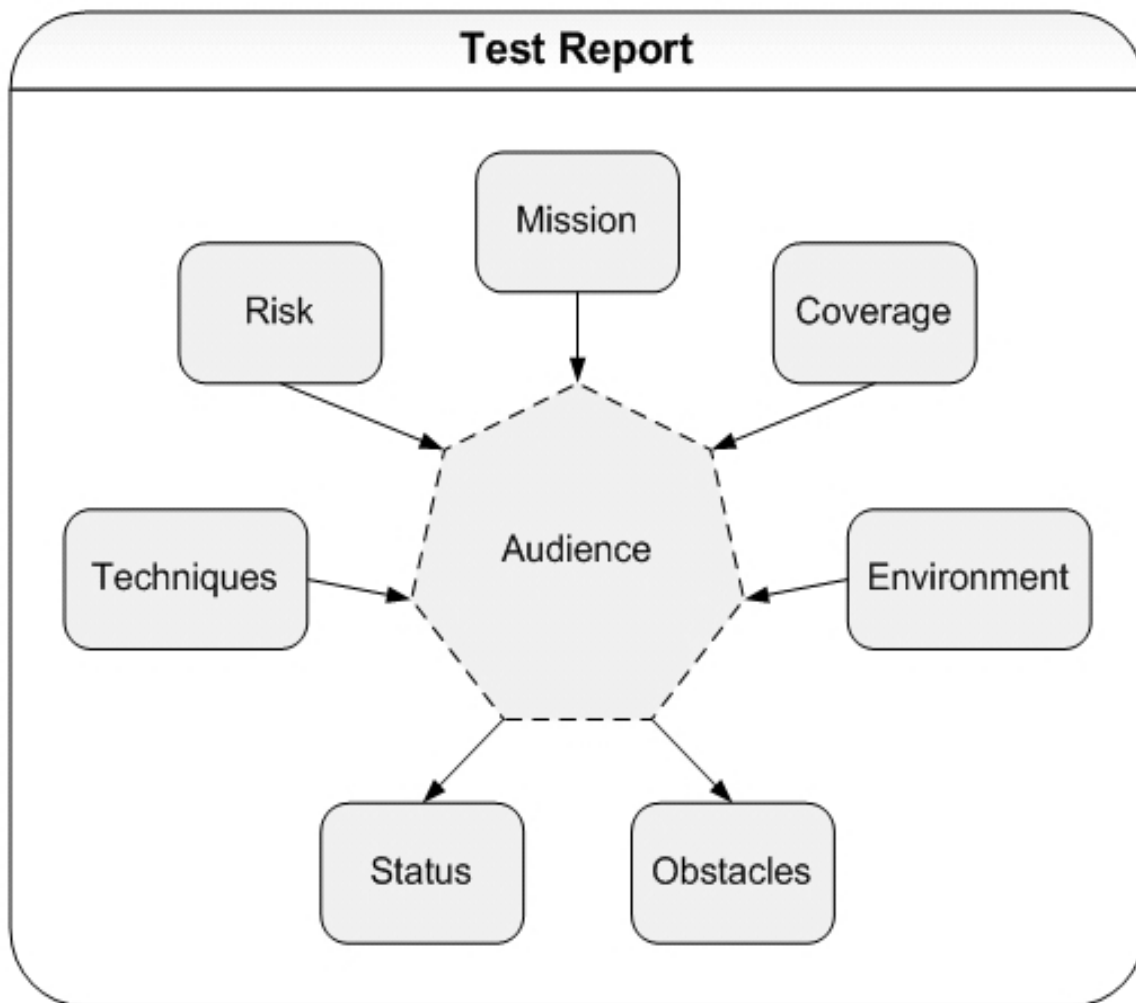 Test Report
Mission
Risk
Coverage
Audience
Techniques
Environment
Status
Obstacles